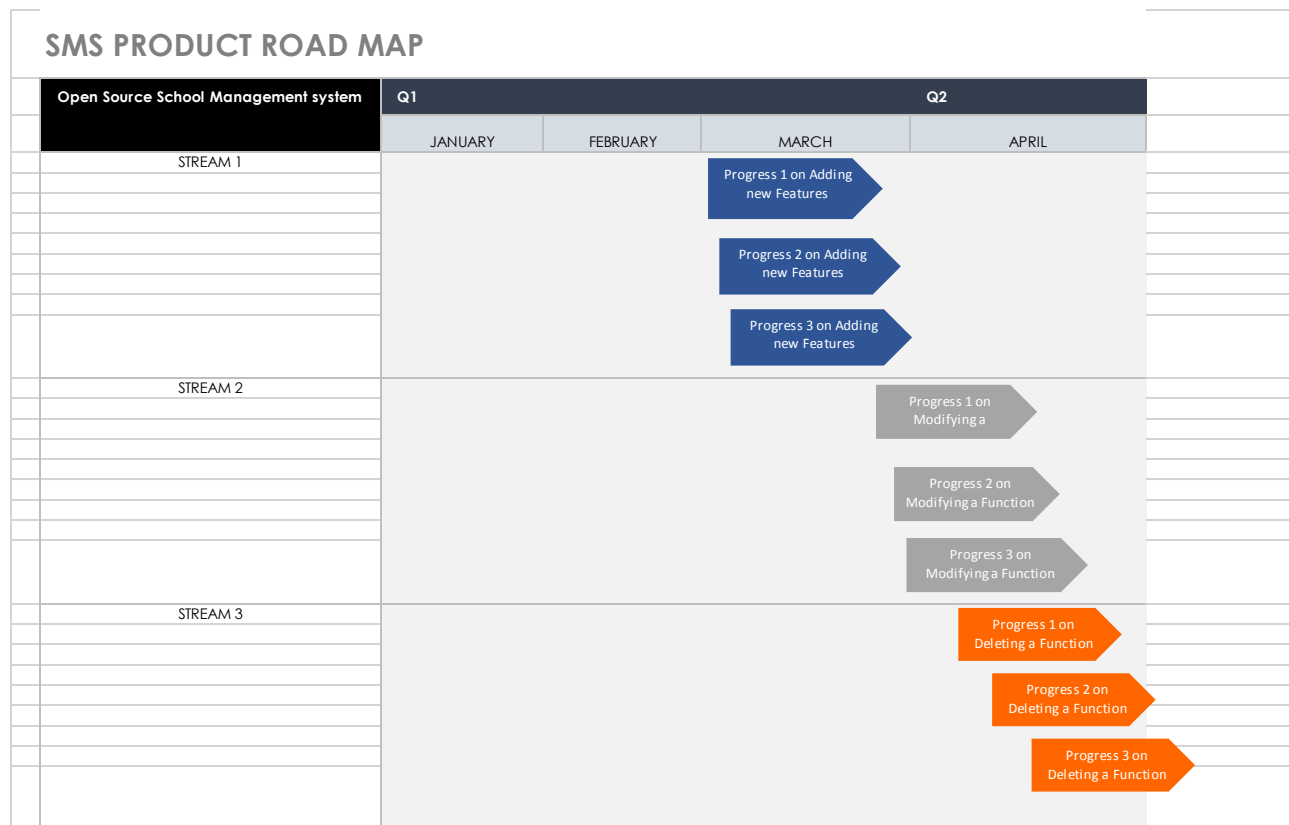 SMS PRODUCT ROAD MAP
Open Source School Management system
Q1
Q2
JANUARY
FEBRUARY
MARCH
APRIL
STREAM 1
Progress 1 on Adding
new Features
Progress 2 on Adding
new Features
Progress 3 on Adding
new Features
STREAM 2
Progress 1 on
Modifying a
Progress 2 on
Modifying a Function
Progress 3 on
Modifying a Function
STREAM 3
Progress 1 on
Deleting a Function
Progress 2 on
Deleting a Function
Progress 3 on
Deleting a Function